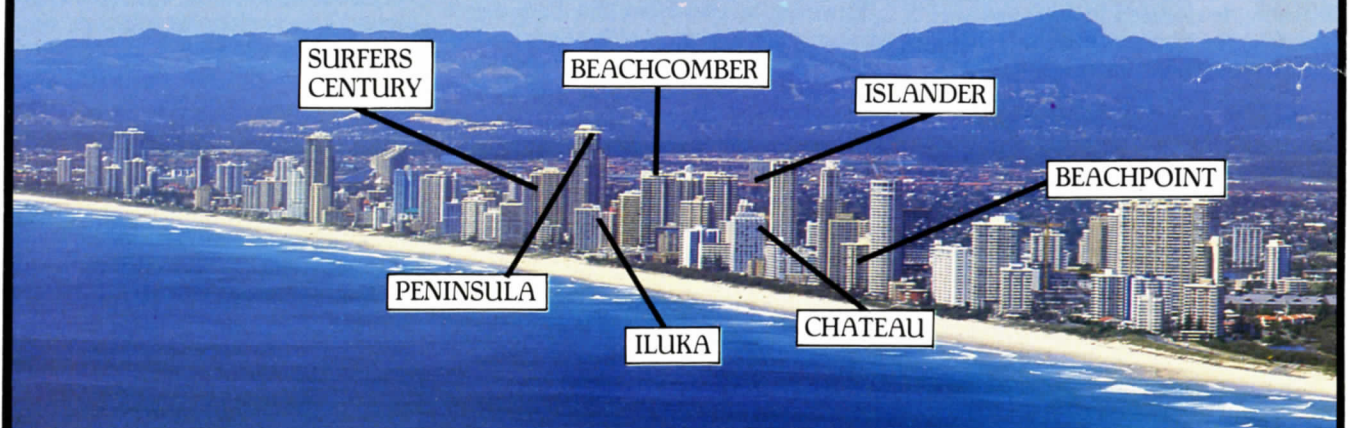 SURFERS
CENTURY
BEACHCOMBER
ISLANDER
BEACHPOINT
PENINSULA
ILUKA
CHATEAU